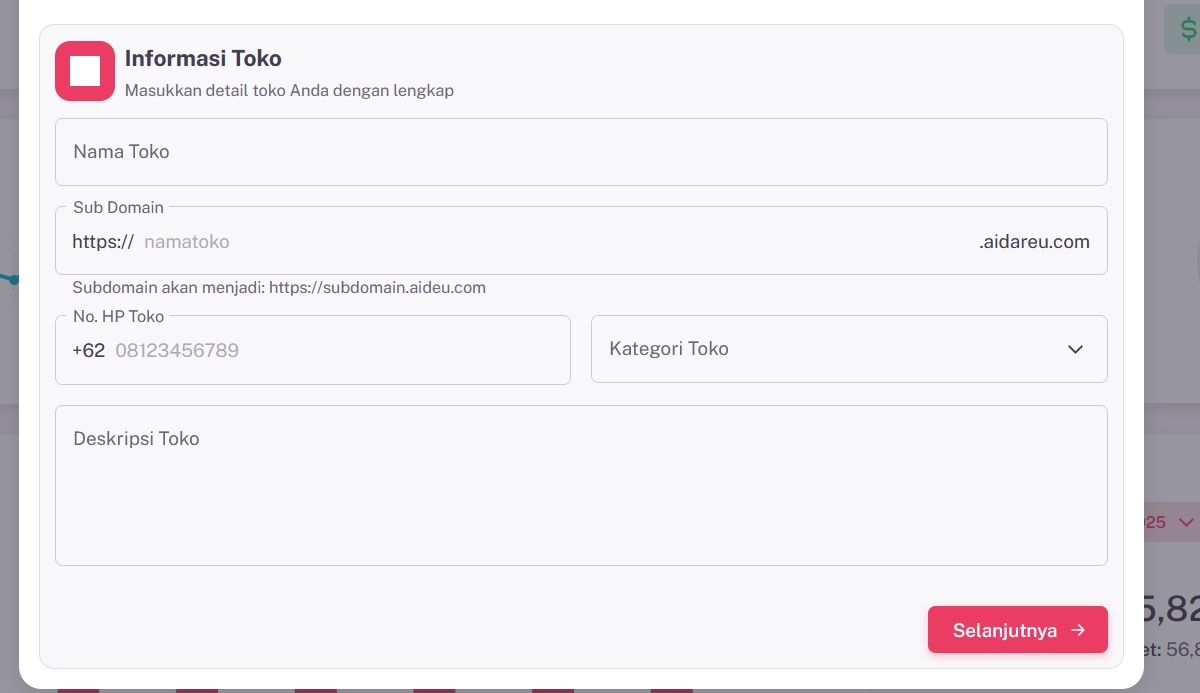 Informasi Toko
Masukkan detail toko Anda dengan lengkap
Nama Toko
Sub Domain
https:// namatoko .aidareu.com
Subdomain akan menjadi: https://subdomain.aideu.com
No. HP Toko
+62 08123456789
Kategori Toko
Deskripsi Toko
Selanjutnya →
$
025
5,82
et: 56,8